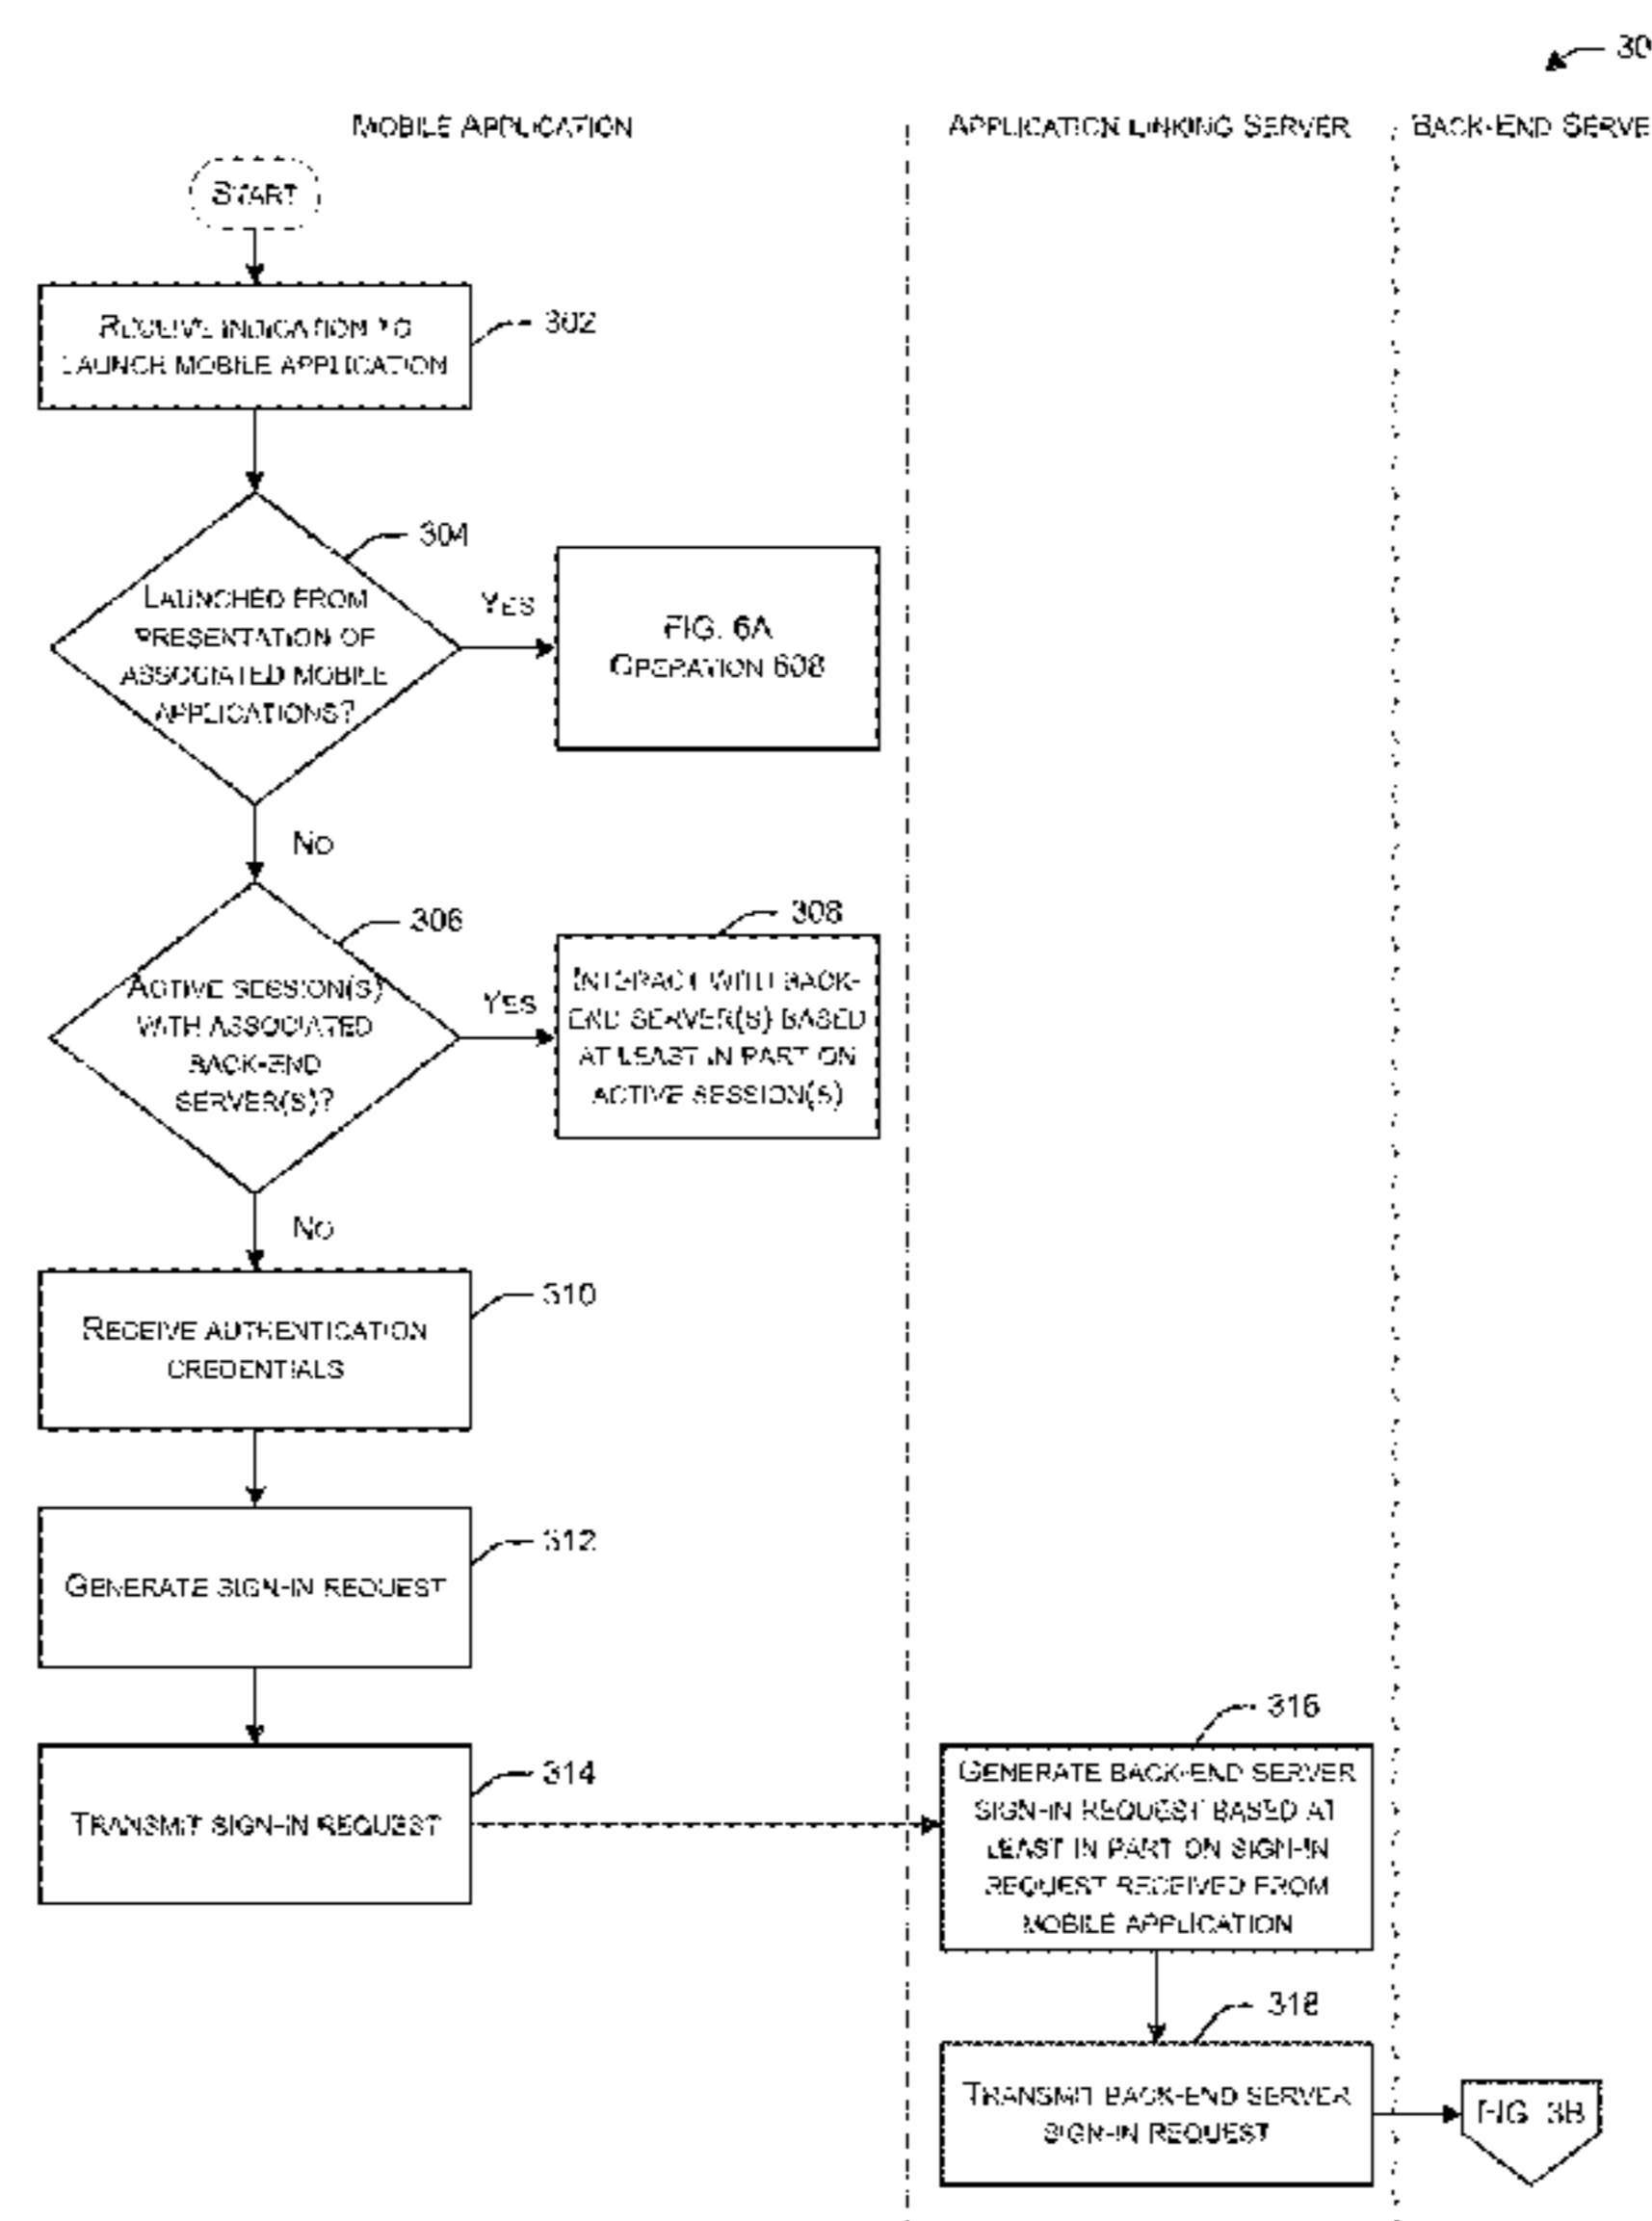 30
MOBILE APPLICATION
APPLICATION LINKING SERVER
BACK-END SERVE
START
RECEIVE INDICATION TO
LAUNCH MOBILE APPLICATION
302
304
LAUNCHED FROM
PRESENTATION OF
ASSOCIATED MOBILE
APPLICATIONS?
YES
FIG. 6A
OPERATION 608
NO
306
ACTIVE SESSION(S)
WITH ASSOCIATED
BACK-END
SERVER(S)?
YES
308
INTERACT WITH BACK-
END SERVER(S) BASED
AT LEAST IN PART ON
ACTIVE SESSION(S)
NO
310
RECEIVE AUTHENTICATION
CREDENTIALS
312
GENERATE SIGN-IN REQUEST
314
TRANSMIT SIGN-IN REQUEST
316
GENERATE BACK-END SERVER
SIGN-IN REQUEST BASED AT
LEAST IN PART ON SIGN-IN
REQUEST RECEIVED FROM
MOBILE APPLICATION
318
TRANSMIT BACK-END SERVER
SIGN-IN REQUEST
FIG. 3B